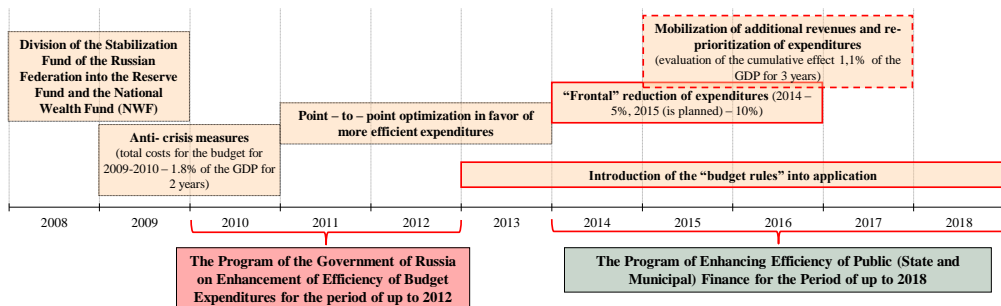 Division of the Stabilization
Fund of the Russian
Federation into the Reserve
Fund and the National
Wealth Fund (NWF)
Mobilization of additional revenues and re-
prioritization of expenditures
(evaluation of the cumulative effect 1,1% of the
GDP for 3 years)
“Frontal” reduction of expenditures (2014 –
5%, 2015 (is planned) – 10%)
Point – to – point optimization in favor of
more efficient expenditures
Anti- crisis measures
(total costs for the budget for
2009-2010 – 1.8% of the GDP for
2 years)
Introduction of the “budget rules” into application
2008 2009 2010 2011 2012 2013 2014 2015 2016 2017 2018
The Program of the Government of Russia
on Enhancement of Efficiency of Budget
Expenditures for the period of up to 2012
The Program of Enhancing Efficiency of Public (State and
Municipal) Finance for the Period of up to 2018